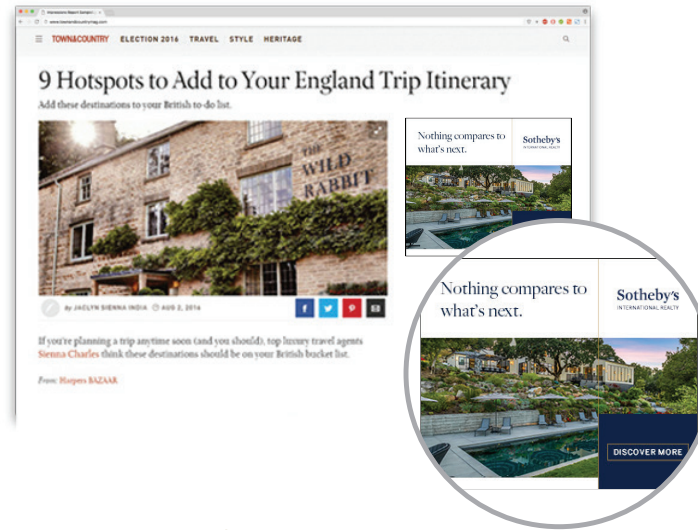 www.townandcountrymag.com
TOWN&COUNTRY ELECTION 2016 TRAVEL STYLE HERITAGE
9 Hotspots to Add to Your England Trip Itinerary
Add these destinations to your British to-do list.
THE
WILD
RABBIT
by JACLYN SIENNA INDIA AUG 2, 2016
If you're planning a trip anytime soon (and you should), top luxury travel agents
Sienna Charles think these destinations should be on your British bucket list.
From: Harpers BAZAAR
Nothing compares to
what's next.
Sotheby's
INTERNATIONAL REALTY
Nothing compares to
what's next.
Sotheby's
INTERNATIONAL REALTY
DISCOVER MORE